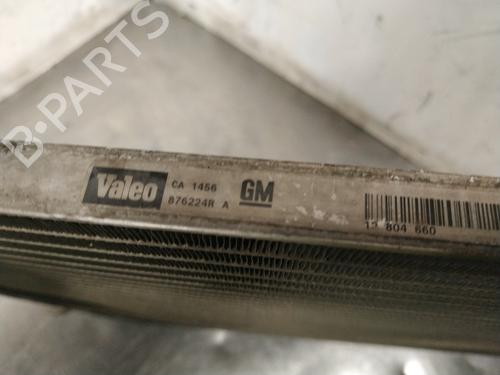 B-PARTS
Valeo
CA 1456
876224R A
GM
13 804 660